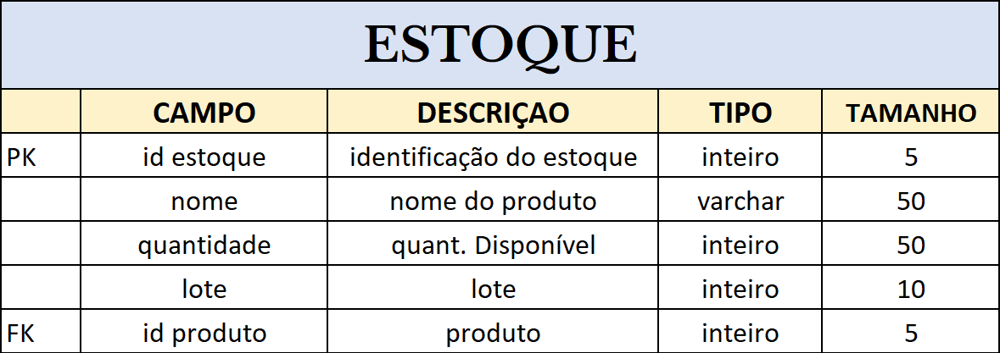 ESTOQUE
CAMPO DESCRIÇAO TIPO TAMANHO
PK id estoque identificação do estoque inteiro 5
nome nome do produto varchar 50
quantidade quant. Disponível inteiro 50
lote lote inteiro 10
FK id produto produto inteiro 5